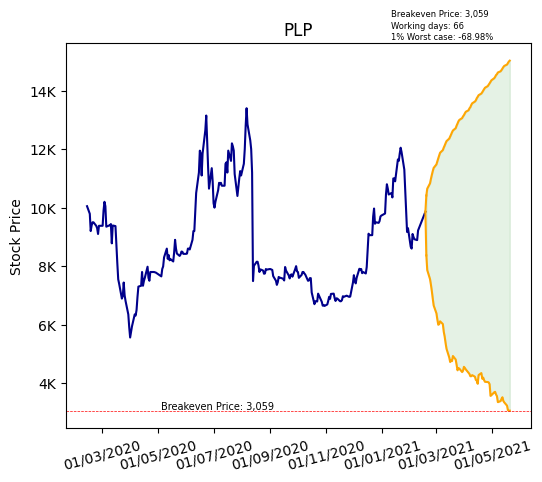 Breakeven Price: 3,059
Working days: 66
1% Worst case: -68.98%
PLP
Stock Price
14K
12K
10K
8K
6K
4K
Breakeven Price: 3,059
01/03/2020
01/05/2020
01/07/2020
01/09/2020
01/11/2020
01/01/2021
01/03/2021
01/05/2021